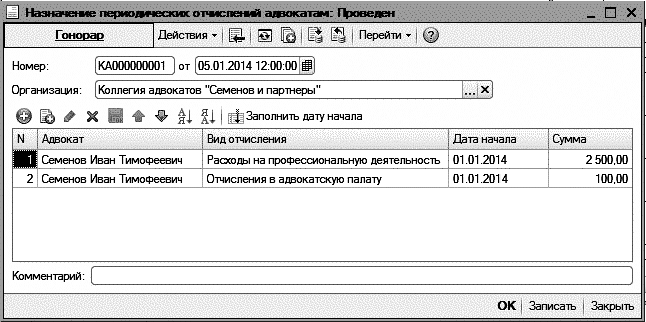 Назначение периодических отчислений адвокатам: Проведен
Гонорар Действия Перейти
Номер: КА000000001 от 05.01.2014 12:00:00
Организация: Коллегия адвокатов "Семенов и партнеры" ...
Заполнить дату начала
N Адвокат Вид отчисления Дата начала Сумма
1 Семенов Иван Тимофеевич Расходы на профессиональную деятельность 01.01.2014 2 500,00
2 Семенов Иван Тимофеевич Отчисления в адвокатскую палату 01.01.2014 100,00
Комментарий:
OK Записать Закрыть